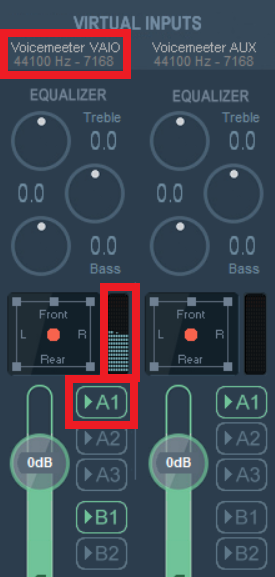 VIRTUAL INPUTS
Voicemeeter VAIO
44100 Hz - 7168
Voicemeeter AUX
44100 Hz - 7168
EQUALIZER
Treble
0.0
0.0
0.0
Bass
EQUALIZER
Treble
0.0
0.0
0.0
Bass
Front
L R
Rear
Front
L R
Rear
0dB
A1
A2
A3
B1
B2
0dB
A1
A2
A3
B1
B2